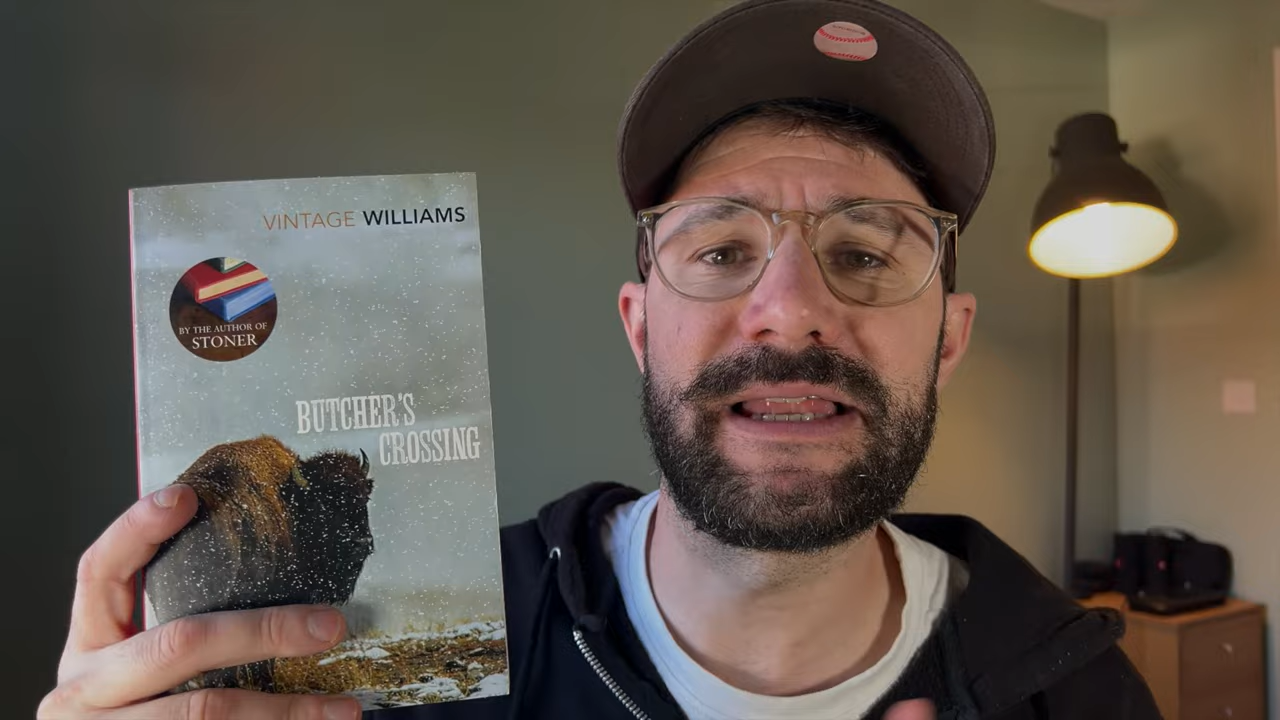 VINTAGE WILLIAMS
BY THE AUTHOR OF
STONER
BUTCHER'S
CROSSING